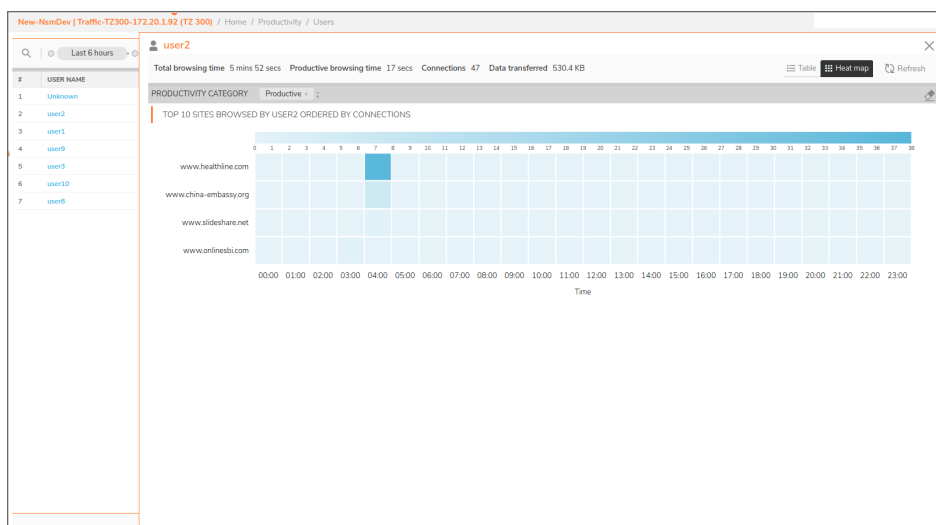 New-NsmDev | Traffic-TZ300-172.20.1.92 (TZ 300) / Home / Productivity / Users
Last 6 hours
# USER NAME
1 Unknown
2 user2
3 user1
4 user9
5 user3
6 user10
7 user8
user2
Total browsing time 5 mins 52 secs Productive browsing time 17 secs Connections 47 Data transferred 530.4 KB
Table Heat map Refresh
PRODUCTIVITY CATEGORY Productive × ;
TOP 10 SITES BROWSED BY USER2 ORDERED BY CONNECTIONS
0 1 2 3 4 5 6 7 8 9 10 11 12 13 14 15 16 17 18 19 20 21 22 23 24 25 26 27 28 29 30 31 32 33 34 35 36 37 38
www.healthline.com
www.china-embassy.org
www.slideshare.net
www.onlinesbi.com
00:00 01:00 02:00 03:00 04:00 05:00 06:00 07:00 08:00 09:00 10:00 11:00 12:00 13:00 14:00 15:00 16:00 17:00 18:00 19:00 20:00 21:00 22:00 23:00
Time